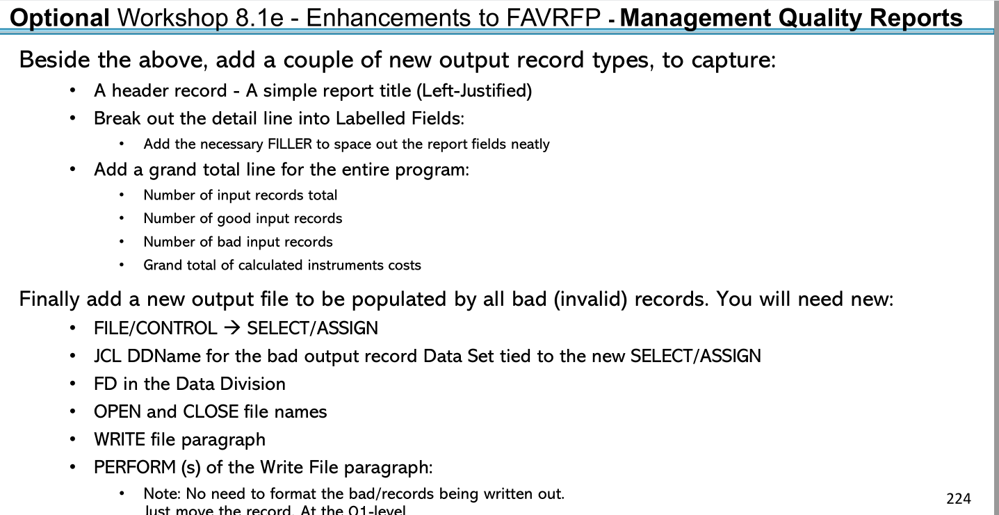 Optional Workshop 8.1e - Enhancements to FAVRFP - Management Quality Reports
Beside the above, add a couple of new output record types, to capture:
• A header record - A simple report title (Left-Justified)
• Break out the detail line into Labelled Fields:
• Add the necessary FILLER to space out the report fields neatly
• Add a grand total line for the entire program:
• Number of input records total
• Number of good input records
• Number of bad input records
• Grand total of calculated instruments costs
Finally add a new output file to be populated by all bad (invalid) records. You will need new:
• FILE/CONTROL → SELECT/ASSIGN
• JCL DDName for the bad output record Data Set tied to the new SELECT/ASSIGN
• FD in the Data Division
• OPEN and CLOSE file names
• WRITE file paragraph
• PERFORM (s) of the Write File paragraph:
• Note: No need to format the bad/records being written out.
Just move the record. At the 01-level
224